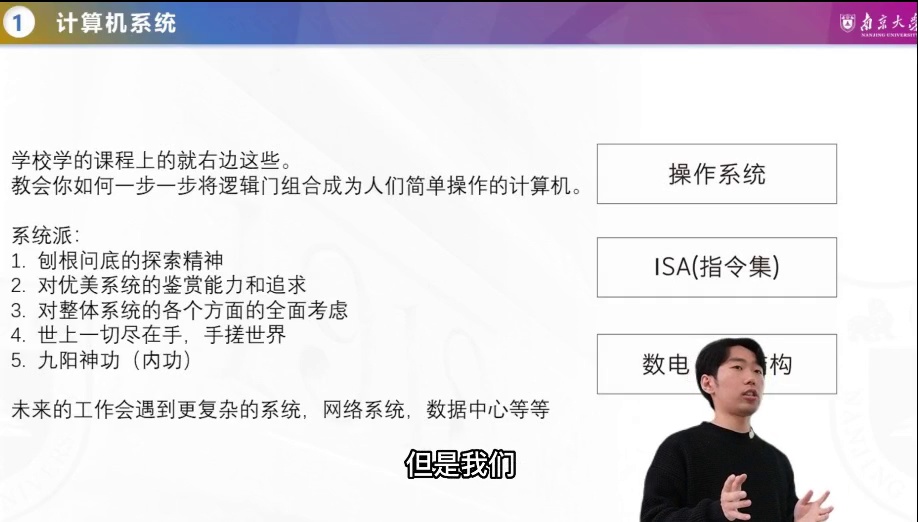 1 计算机系统
南京大学
NANJING UNIVERSITY
学校学的课程上的就右边这些。
教会你如何一步一步将逻辑门组合成为人们简单操作的计算机。
系统派：
1. 刨根问底的探索精神
2. 对优美系统的鉴赏能力和追求
3. 对整体系统的各个方面的全面考虑
4. 世上一切尽在手，手搓世界
5. 九阳神功（内功）
未来的工作会遇到更复杂的系统，网络系统，数据中心等等
操作系统
ISA(指令集)
数电 构
但是我们